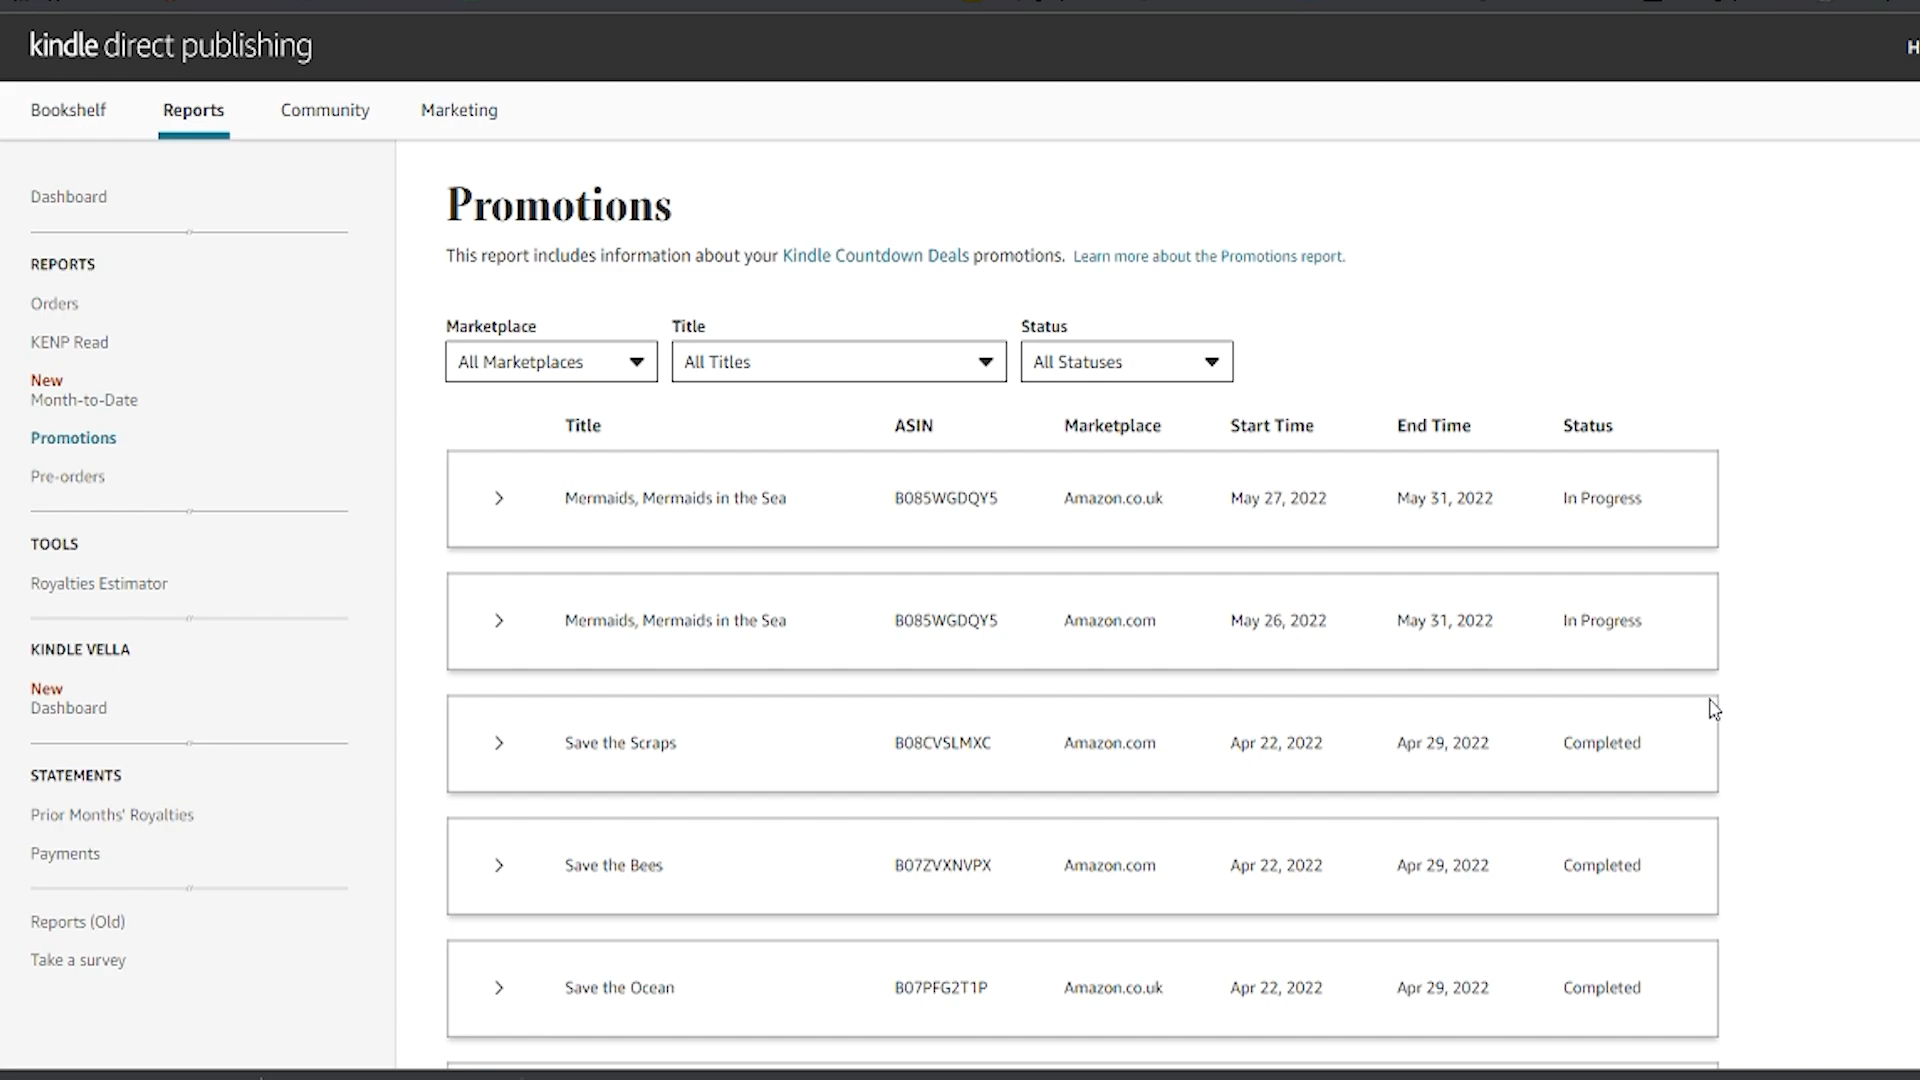 kindle direct publishing
H
Bookshelf Reports Community Marketing
Dashboard
REPORTS
Orders
KENP Read
New
Month-to-Date
Promotions
Pre-orders
TOOLS
Royalties Estimator
KINDLE VELLA
New
Dashboard
STATEMENTS
Prior Months' Royalties
Payments
Reports (Old)
Take a survey
Promotions
This report includes information about your Kindle Countdown Deals promotions. Learn more about the Promotions report.
Marketplace Title Status
All Marketplaces All Titles All Statuses
Title ASIN Marketplace Start Time End Time Status
Mermaids, Mermaids in the Sea B085WGDQY5 Amazon.co.uk May 27, 2022 May 31, 2022 In Progress
Mermaids, Mermaids in the Sea B085WGDQY5 Amazon.com May 26, 2022 May 31, 2022 In Progress
Save the Scraps B08CVSLMXC Amazon.com Apr 22, 2022 Apr 29, 2022 Completed
Save the Bees B07ZVXNVPX Amazon.com Apr 22, 2022 Apr 29, 2022 Completed
Save the Ocean B07PFG2T1P Amazon.co.uk Apr 22, 2022 Apr 29, 2022 Completed